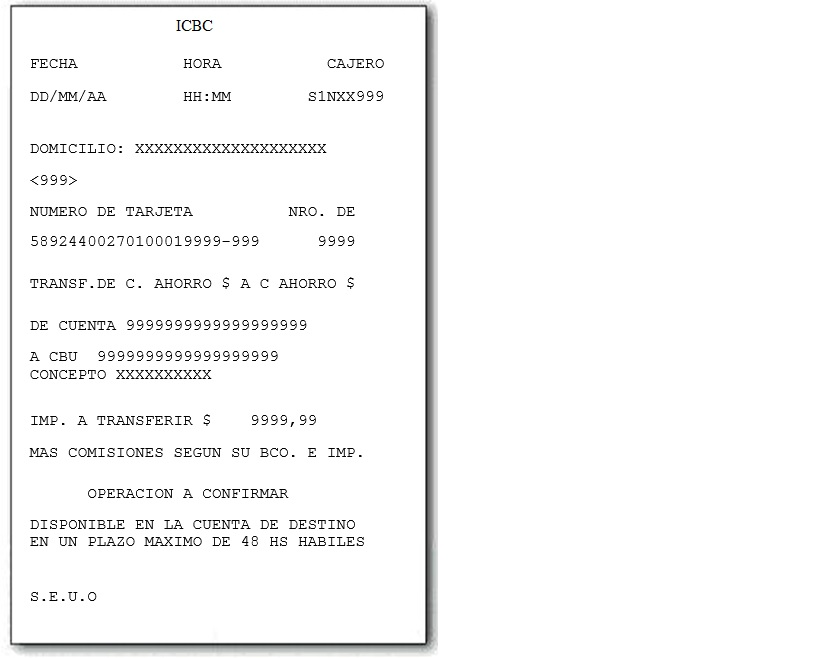 ICBC
FECHA HORA CAJERO
DD/MM/AA HH:MM S1NXX999
DOMICILIO: XXXXXXXXXXXXXXXXXXXX
<999>
NUMERO DE TARJETA NRO. DE
58924400270100019999-999 9999
TRANSF.DE C. AHORRO $ A C AHORRO $
DE CUENTA 9999999999999999999
A CBU 9999999999999999999
CONCEPTO XXXXXXXXXX
IMP. A TRANSFERIR $ 9999,99
MAS COMISIONES SEGUN SU BCO. E IMP.
OPERACION A CONFIRMAR
DISPONIBLE EN LA CUENTA DE DESTINO
EN UN PLAZO MAXIMO DE 48 HS HABILES
S.E.U.O